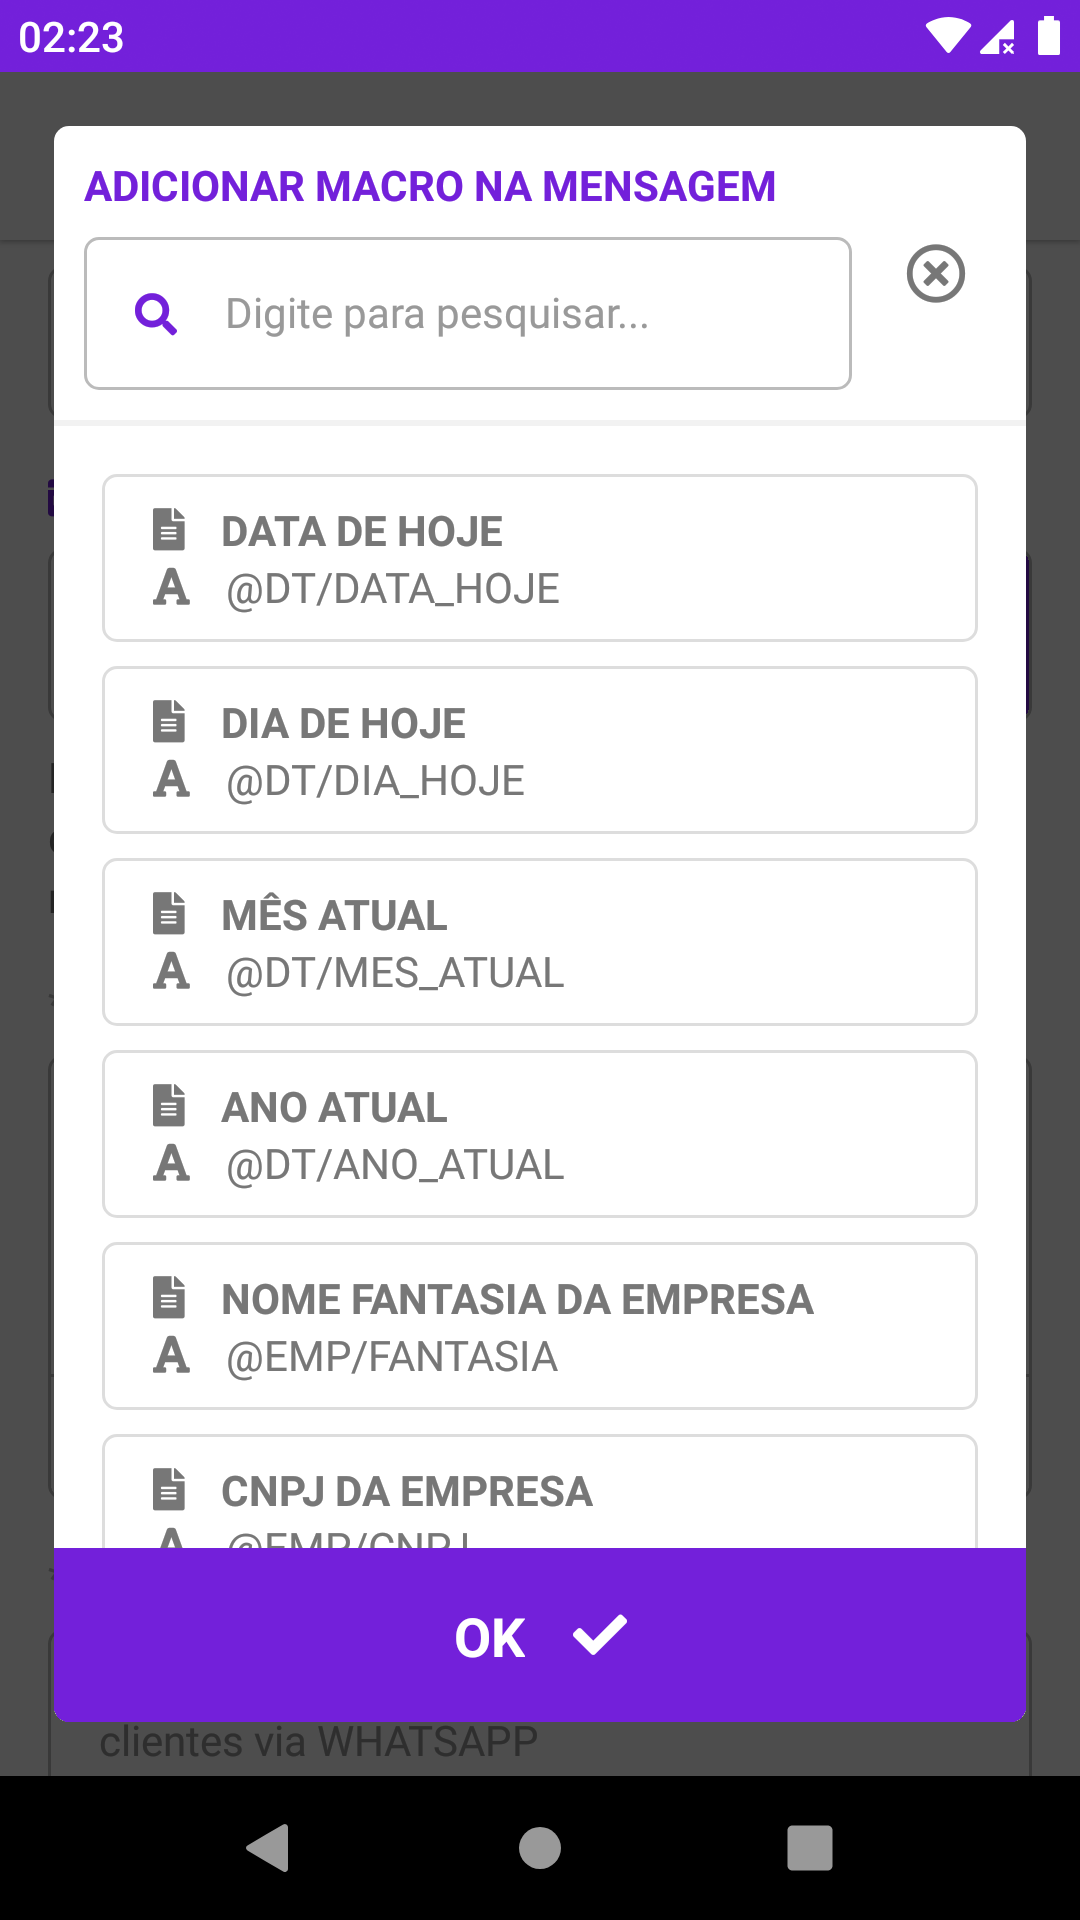 02:23
ADICIONAR MACRO NA MENSAGEM
Digite para pesquisar...
DATA DE HOJE
@DT/DATA_HOJE
DIA DE HOJE
@DT/DIA_HOJE
MÊS ATUAL
@DT/MES_ATUAL
ANO ATUAL
@DT/ANO_ATUAL
NOME FANTASIA DA EMPRESA
@EMP/FANTASIA
CNPJ DA EMPRESA
@EMP/CNPJ
OK
clientes via WHATSAPP